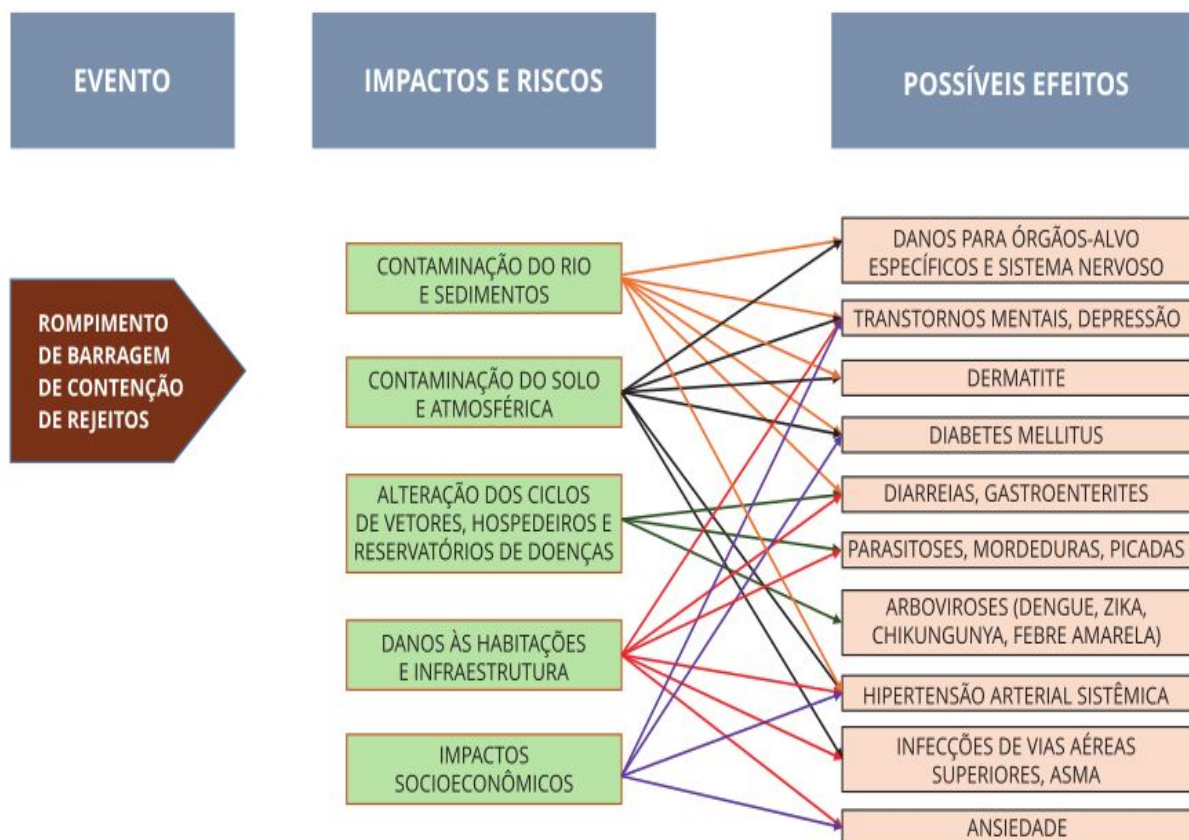 EVENTO
IMPACTOS E RISCOS
POSSÍVEIS EFEITOS
ROMPIMENTO
DE BARRAGEM
DE CONTENÇÃO
DE REJEITOS
CONTAMINAÇÃO DO RIO
E SEDIMENTOS
CONTAMINAÇÃO DO SOLO
E ATMOSFÉRICA
ALTERAÇÃO DOS CICLOS
DE VETORES, HOSPEDEIROS E
RESERVATÓRIOS DE DOENÇAS
DANOS ÀS HABITAÇÕES
E INFRAESTRUTURA
IMPACTOS
SOCIOECONÔMICOS
DANOS PARA ÓRGÃOS-ALVO
ESPECÍFICOS E SISTEMA NERVOSO
TRANSTORNOS MENTAIS, DEPRESSÃO
DERMATITE
DIABETES MELLITUS
DIARREIAS, GASTROENTERITES
PARASITOSES, MORDEDURAS, PICADAS
ARBOVIROSES (DENGUE, ZIKA,
CHIKUNGUNYA, FEBRE AMARELA)
HIPERTENSÃO ARTERIAL SISTÊMICA
INFECÇÕES DE VIAS AÉREAS
SUPERIORES, ASMA
ANSIEDADE